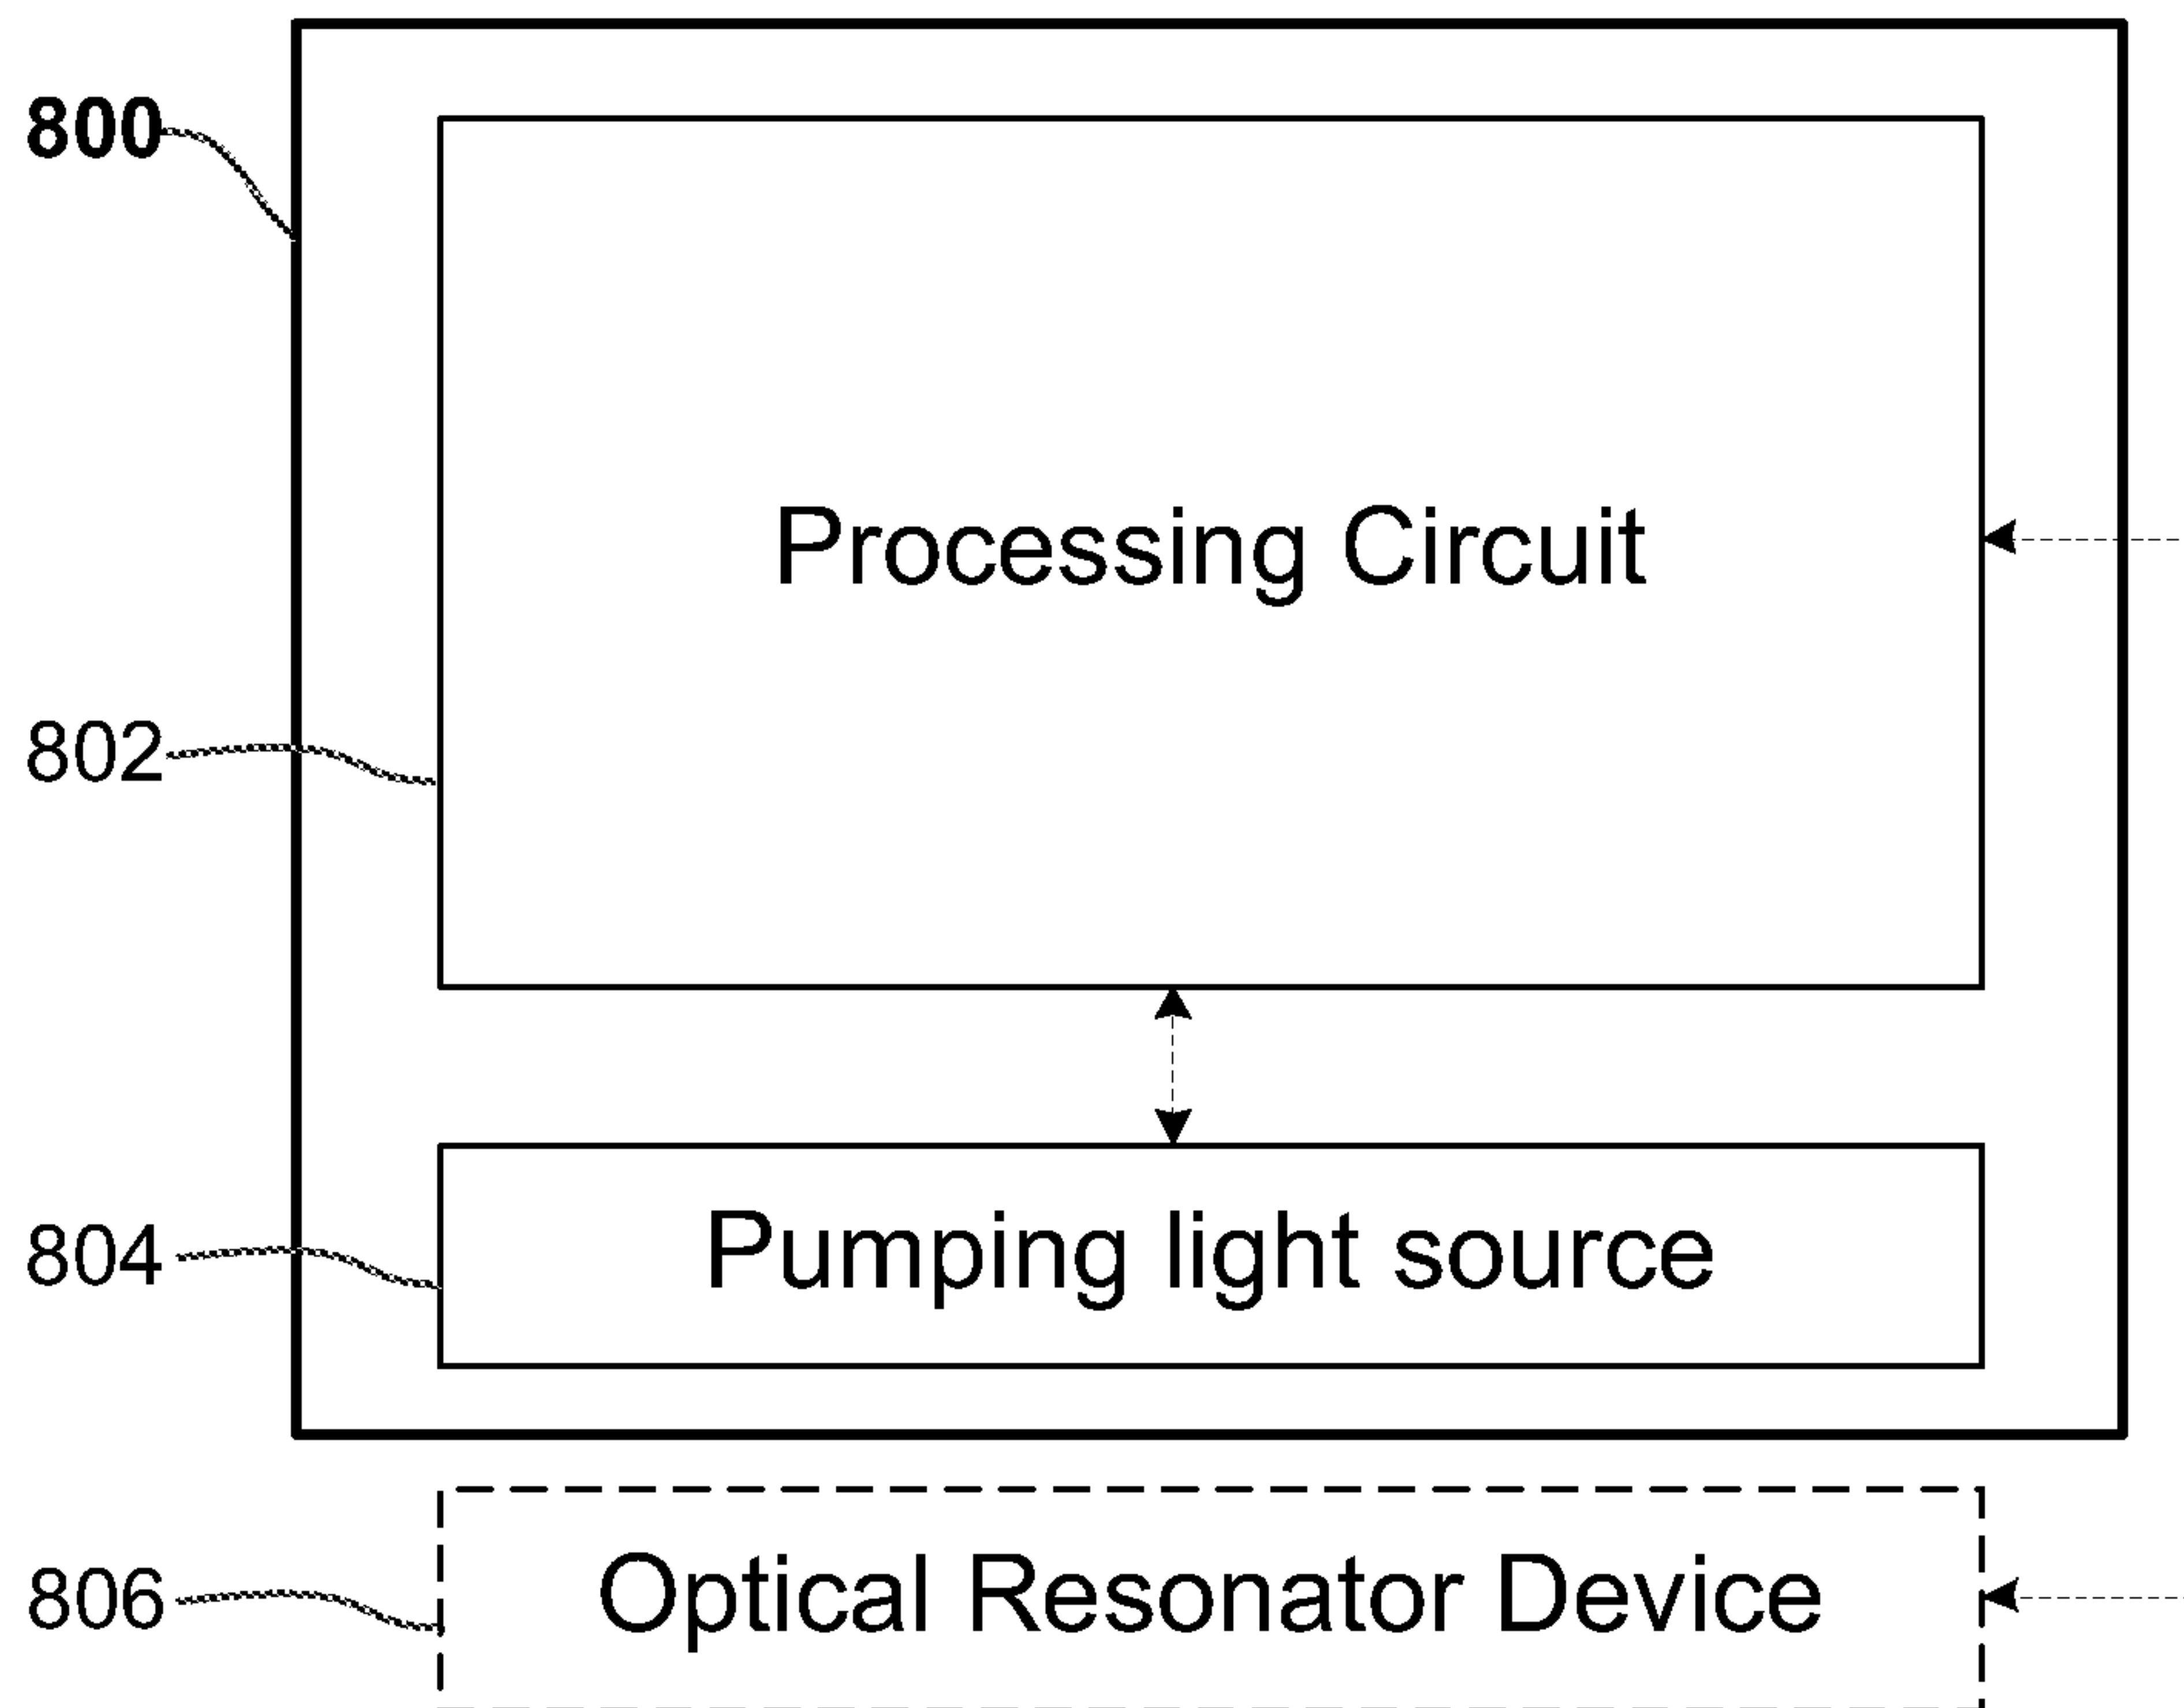 800
Processing Circuit
802
804
Pumping light source
806
Optical Resonator Device